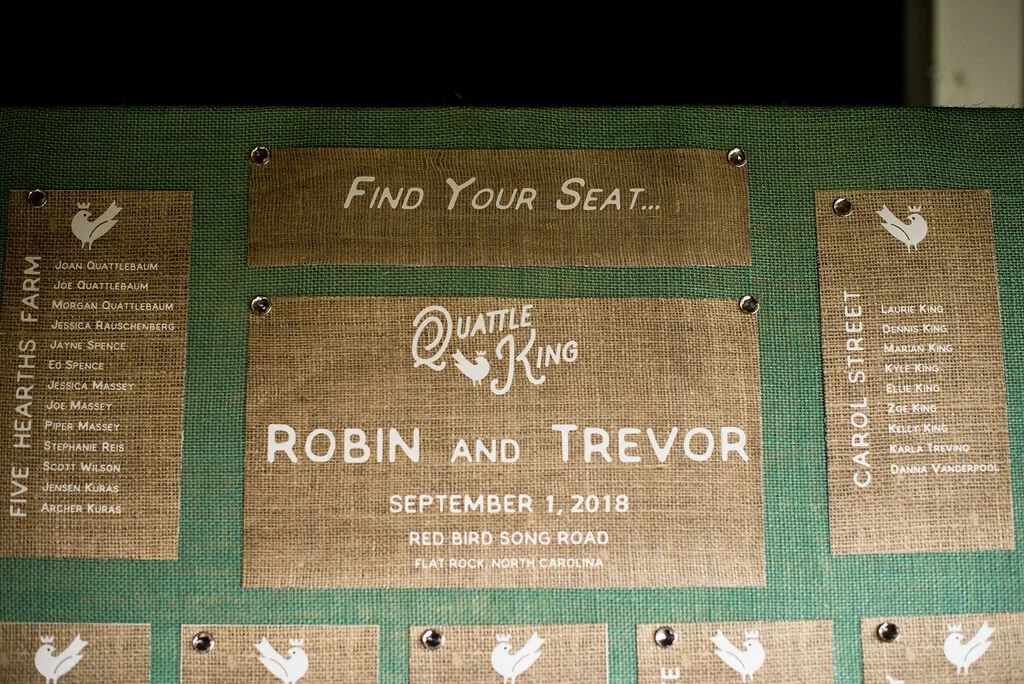 Find Your Seat...
FIVE HEARTHS FARM
Joan Quattlebaum
Joe Quattlebaum
Morgan Quattlebaum
Jessica Rauschenberg
Jayne Spence
Ed Spence
Jessica Massey
Joe Massey
Piper Massey
Stephanie Reis
Scott Wilson
Jensen Kuras
Archer Kuras
Quattle
King
Robin and Trevor
SEPTEMBER 1, 2018
RED BIRD SONG ROAD
FLAT ROCK, NORTH CAROLINA
CAROL STREET
Laurie King
Dennis King
Marian King
Kyle King
Ellie King
Zoe King
Kelly King
Karla Trevino
Danna Vanderpool
E